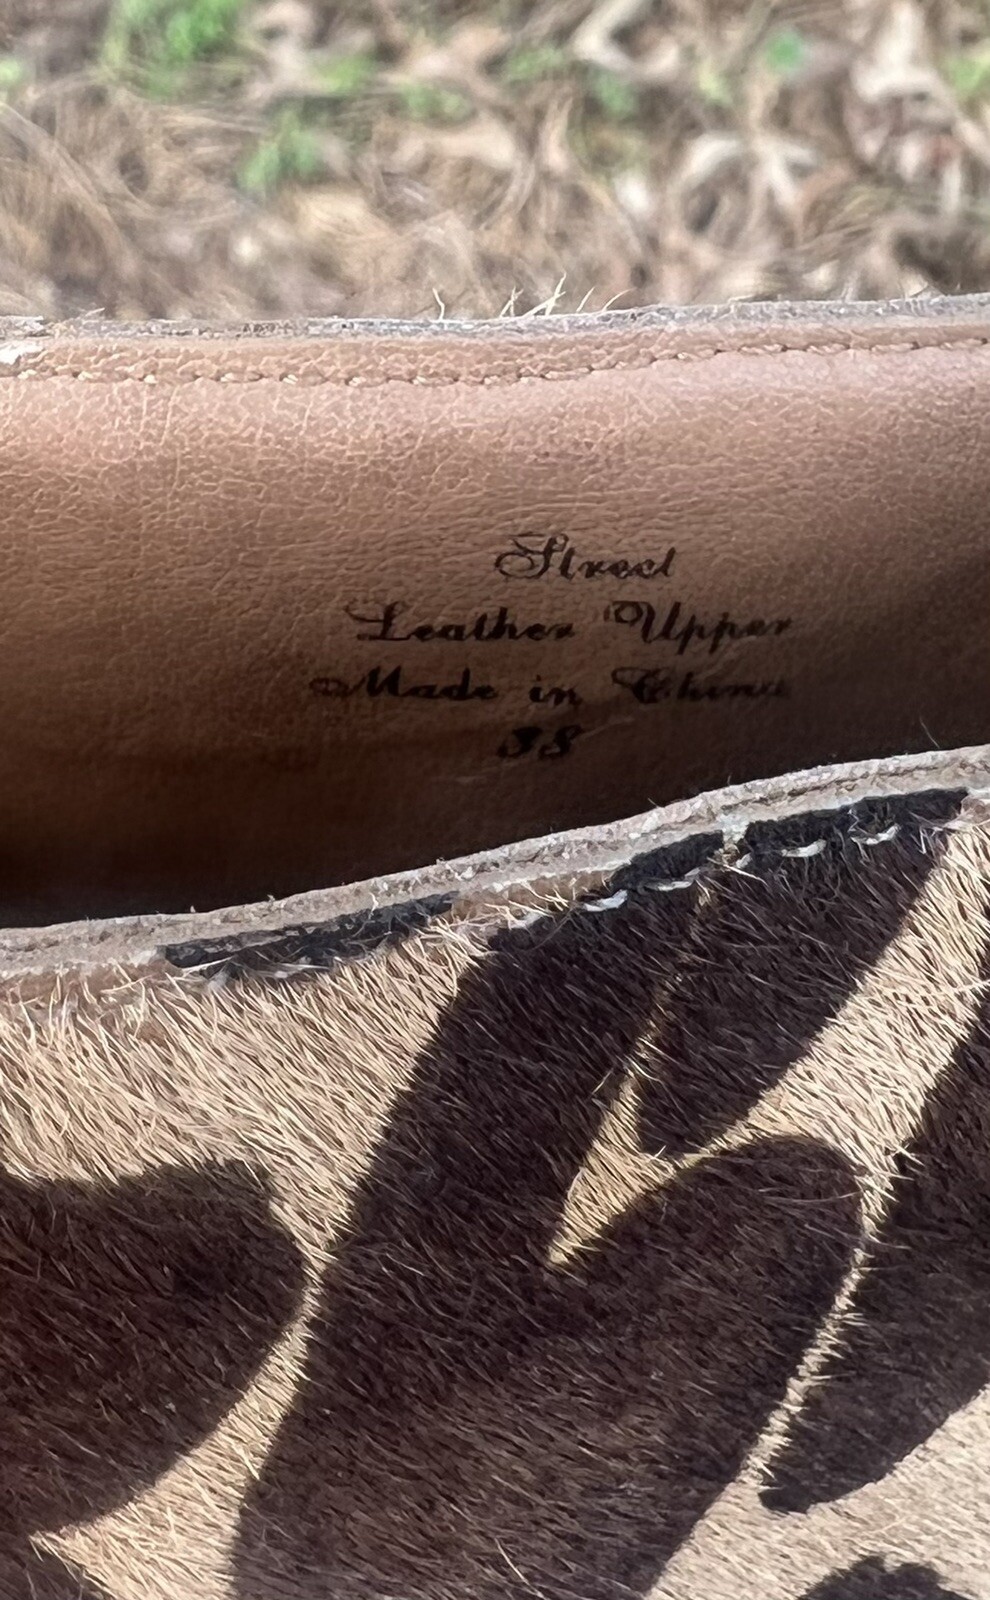 Street
Leather Upper
Made in China
38